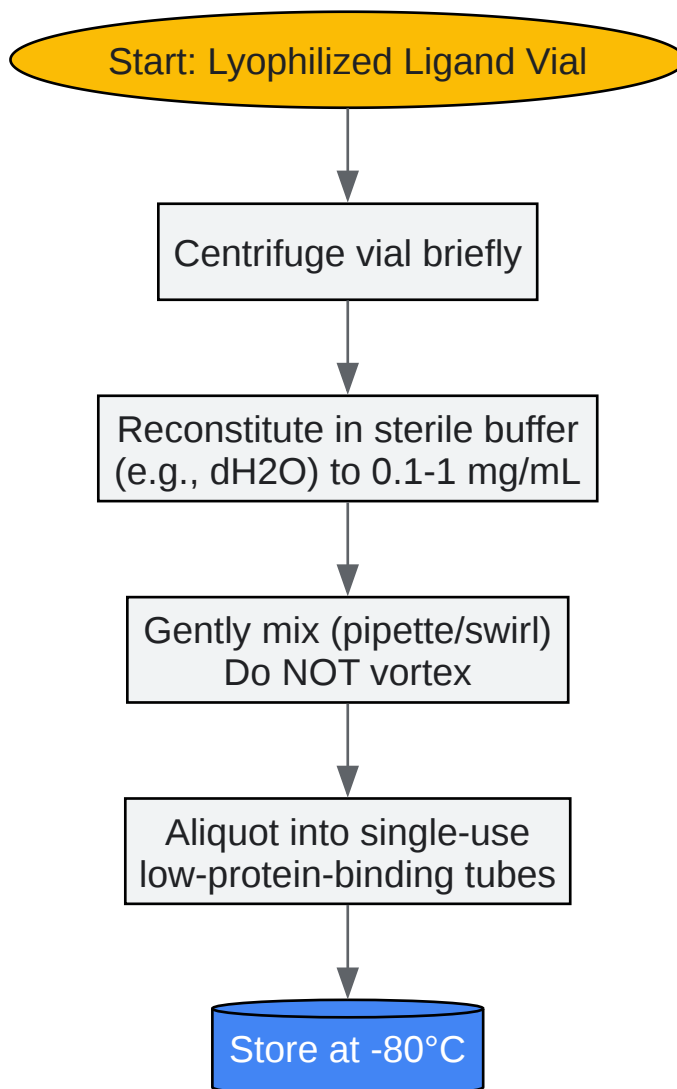 Start: Lyophilized Ligand Vial
Centrifuge vial briefly
Reconstitute in sterile buffer
(e.g., dH2O) to 0.1-1 mg/mL
Gently mix (pipette/swirl)
Do NOT vortex
Aliquot into single-use
low-protein-binding tubes
Store at -80°C